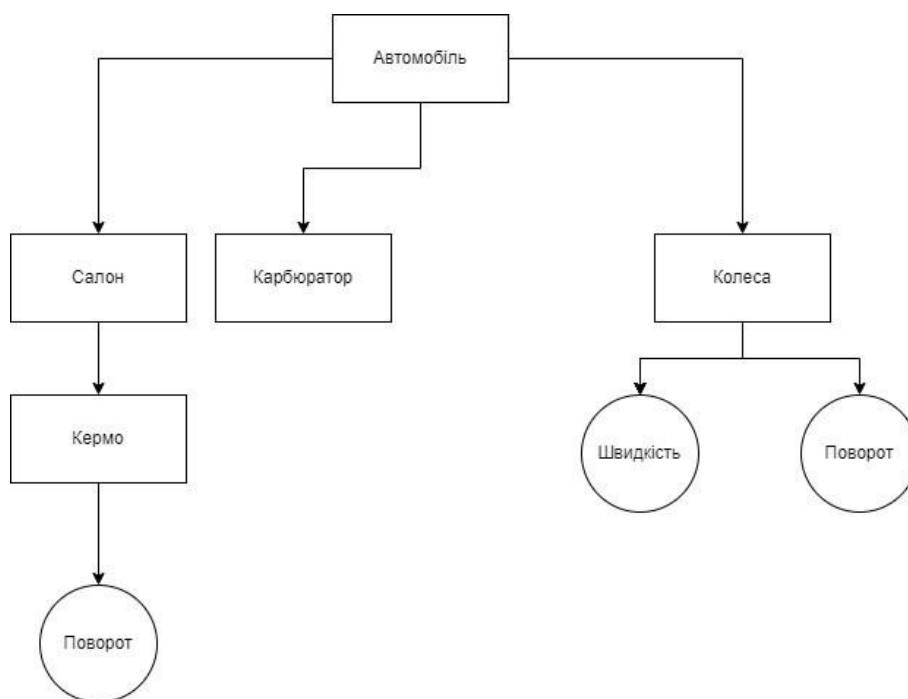 Автомобіль
Салон
Карбюратор
Колеса
Кермо
Швидкість
Поворот
Поворот